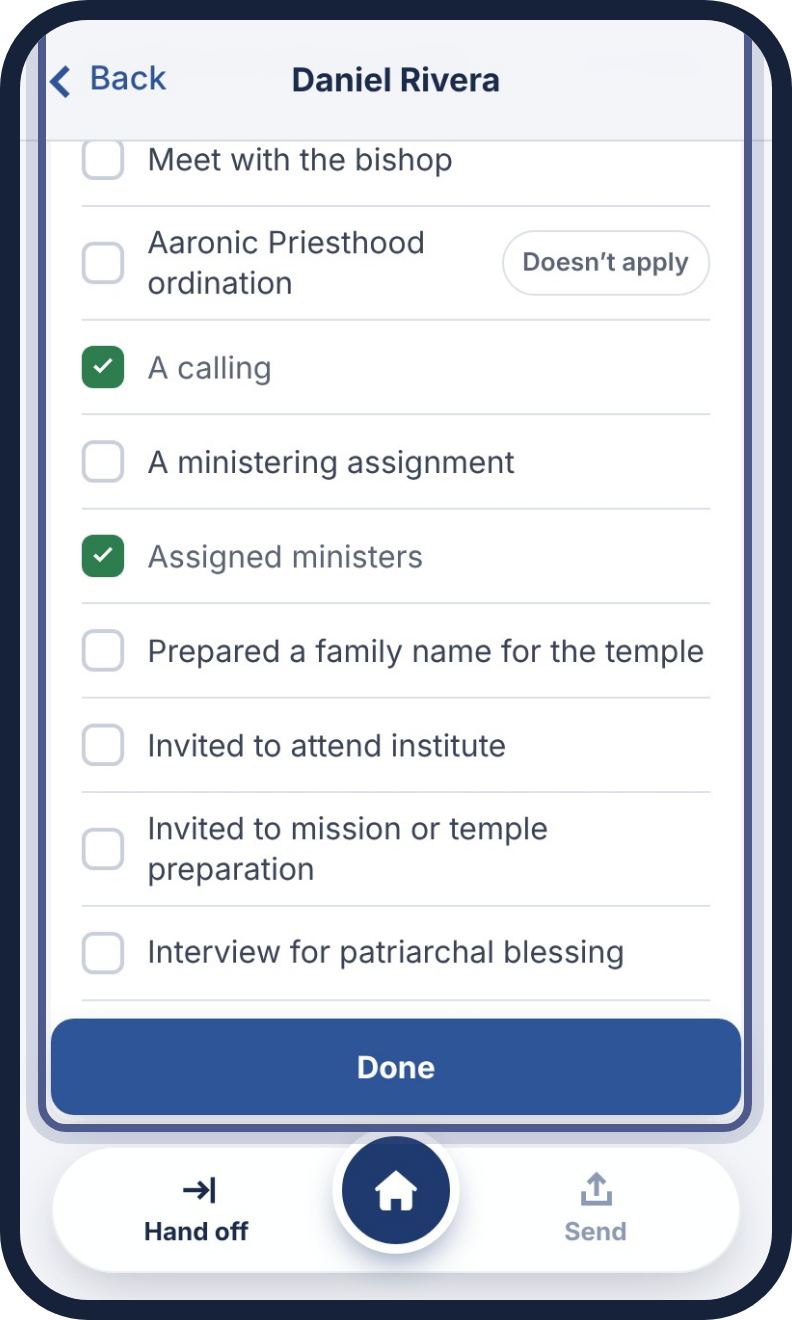 Back
Daniel Rivera
Meet with the bishop
Aaronic Priesthood
ordination
Doesn’t apply
A calling
A ministering assignment
Assigned ministers
Prepared a family name for the temple
Invited to attend institute
Invited to mission or temple
preparation
Interview for patriarchal blessing
Done
Hand off
Send